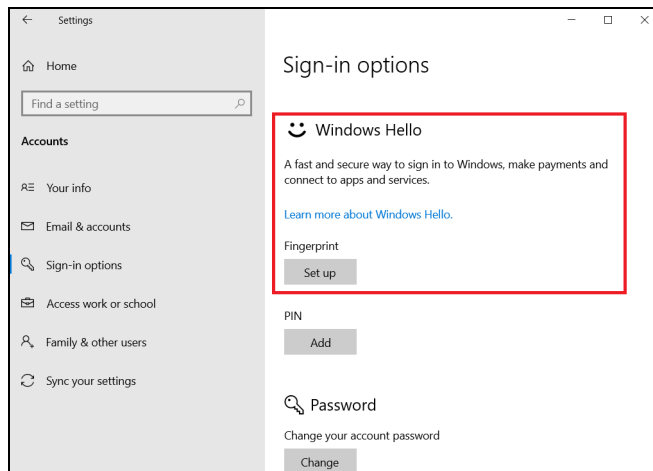 Settings
Home
Find a setting
Accounts
Your info
Email & accounts
Sign-in options
Access work or school
Family & other users
Sync your settings
Sign-in options
Windows Hello
A fast and secure way to sign in to Windows, make payments and
connect to apps and services.
Learn more about Windows Hello.
Fingerprint
Set up
PIN
Add
Password
Change your account password
Change